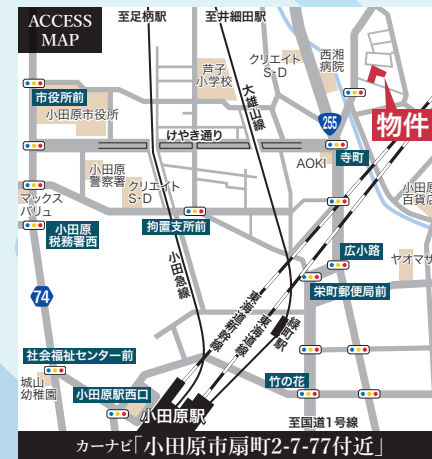 ACCESS
MAP
至足柄駅
至井細田駅
芦子
小学校
クリエイト
S・D
西湘
病院
大雄山線
市役所前
小田原市役所
255
物件
けやき通り
AOKI
寺町
小田原
警察署
クリエイト
S・D
小田原
百貨店
マックス
バリュ
小田原
税務署西
拘置支所前
広小路
ヤオマサ
小田急線
74
東海道新幹線
東海道線
緑町駅
栄町郵便局前
社会福祉センター前
城山
幼稚園
小田原駅西口
竹の花
小田原駅
至国道1号線
カーナビ「小田原市扇町2-7-77付近」